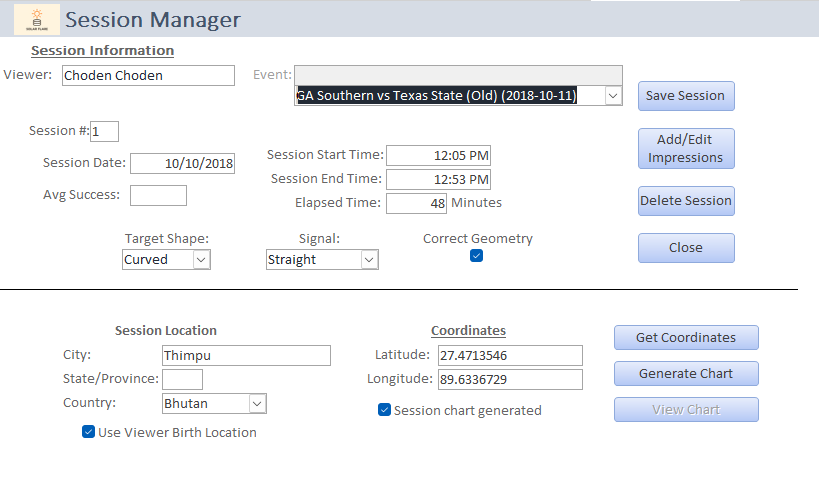 SOLAR FLARE
Session Manager
Session Information
Viewer: Choden Choden
Event:
GA Southern vs Texas State (Old) (2018-10-11)
Save Session
Session #: 1
Add/Edit
Impressions
Session Date: 10/10/2018
Session Start Time: 12:05 PM
Session End Time: 12:53 PM
Avg Success:
Elapsed Time: 48 Minutes
Delete Session
Target Shape:
Signal:
Correct Geometry
Close
Curved
Straight
Session Location
Coordinates
Get Coordinates
City: Thimpu
Latitude: 27.4713546
State/Province:
Longitude: 89.6336729
Generate Chart
Country: Bhutan
Session chart generated
View Chart
Use Viewer Birth Location